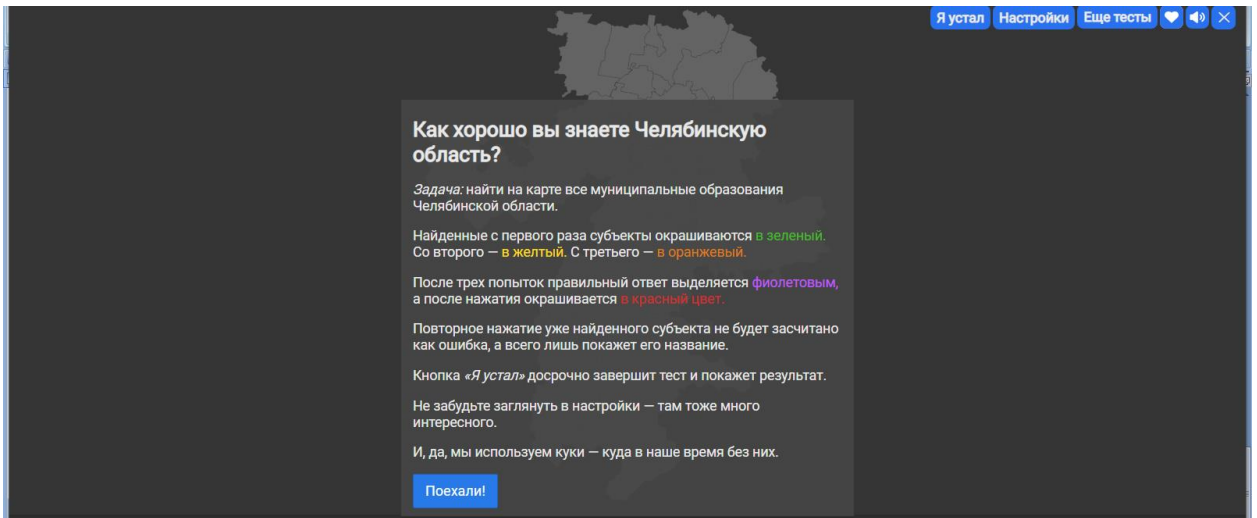 Я устал Настройки Еще тесты
Как хорошо вы знаете Челябинскую
область?
Задача: найти на карте все муниципальные образования
Челябинской области.
Найденные с первого раза субъекты окрашиваются в зеленый.
Со второго — в желтый. С третьего — в оранжевый.
После трех попыток правильный ответ выделяется фиолетовым,
а после нажатия окрашивается в красный цвет.
Повторное нажатие уже найденного субъекта не будет засчитано
как ошибка, а всего лишь покажет его название.
Кнопка «Я устал» досрочно завершит тест и покажет результат.
Не забудьте заглянуть в настройки — там тоже много
интересного.
И, да, мы используем куки — куда в наше время без них.
Поехали!